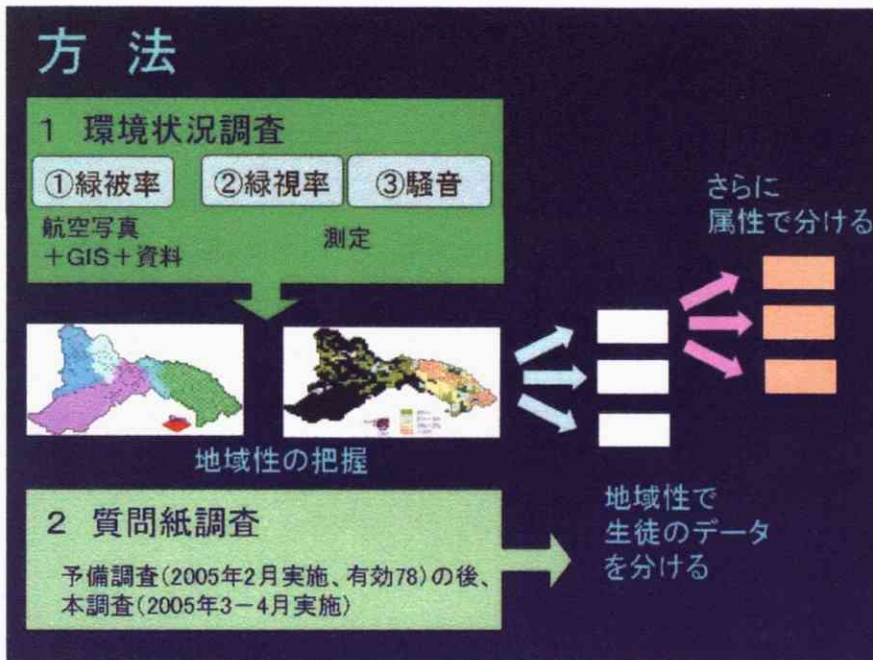 方 法
1 環境状況調査
①緑被率
②緑視率
③騒音
航空写真
+GIS+資料
測定
地域性の把握
さらに
属性で分ける
2 質問紙調査
予備調査(2005年2月実施、有効78)の後、
本調査(2005年3-4月実施)
地域性で
生徒のデータ
を分ける